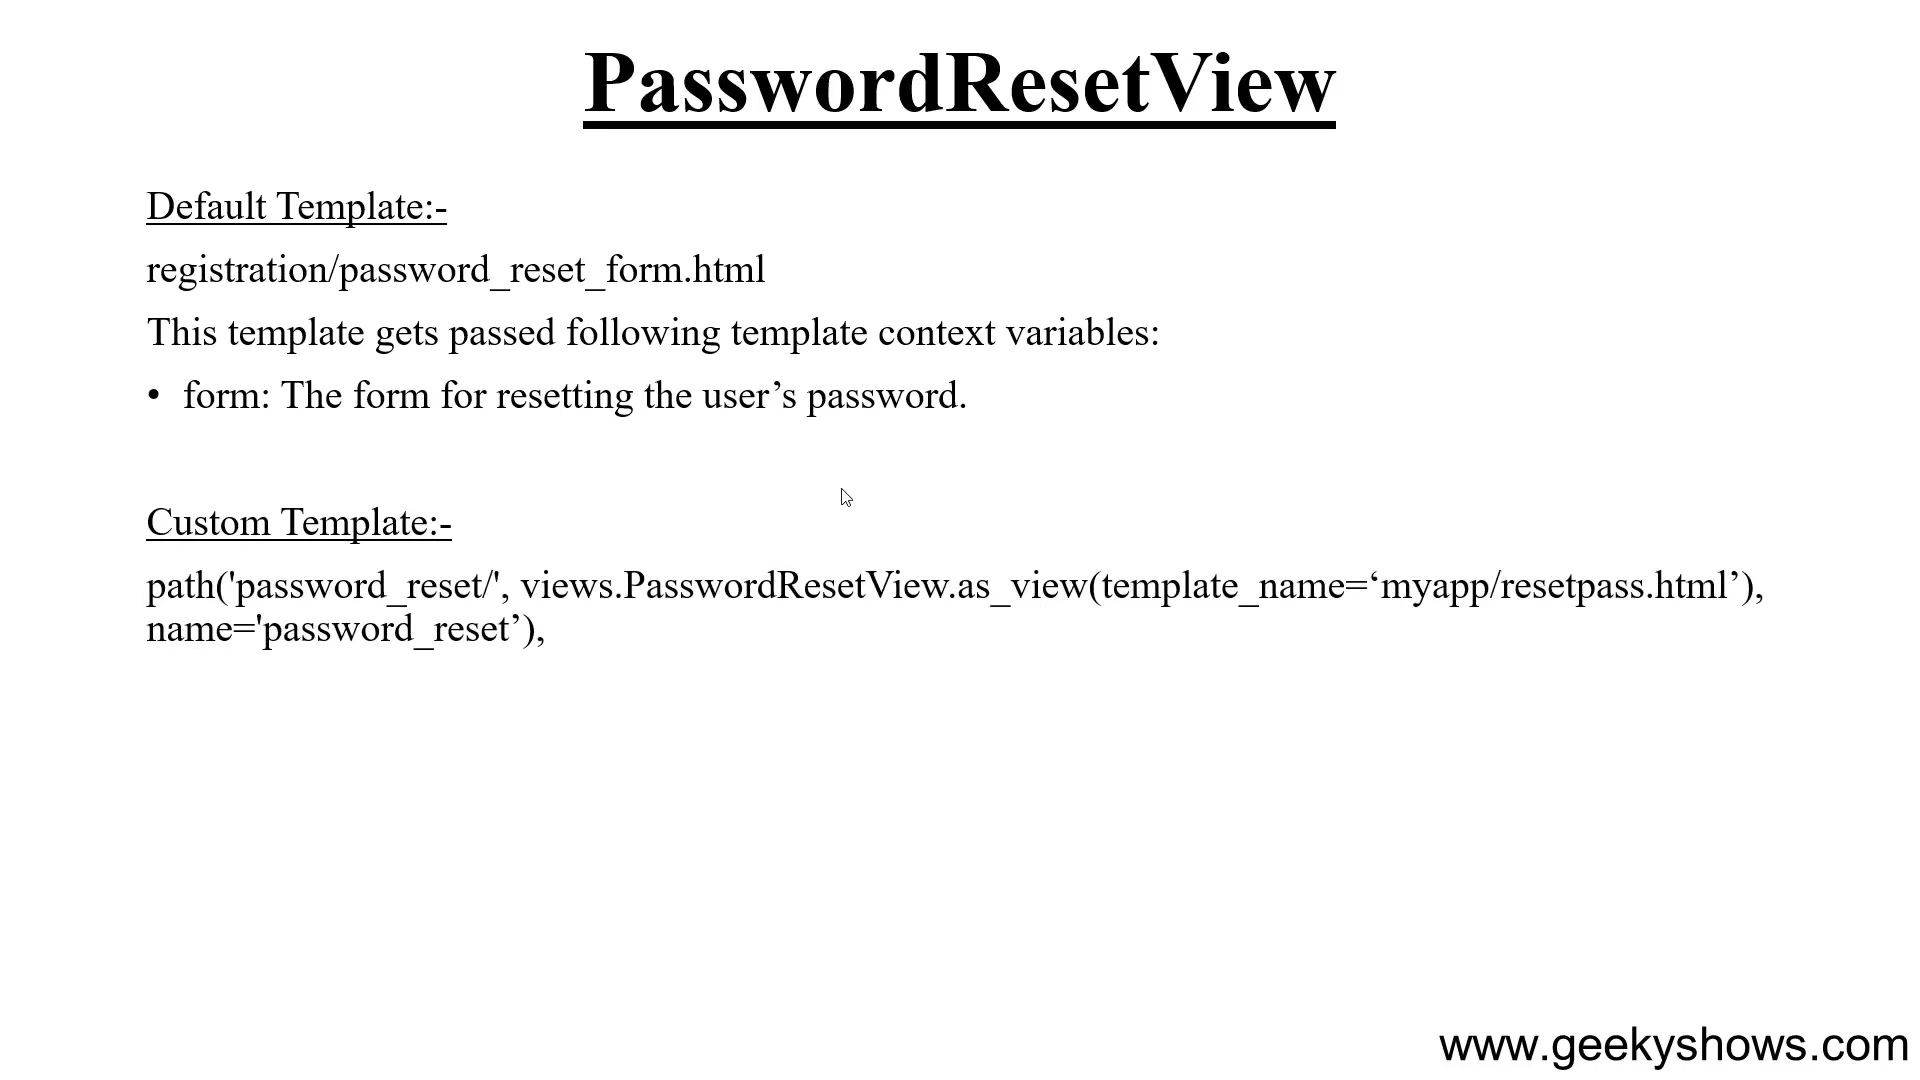 PasswordResetView
Default Template:-
registration/password_reset_form.html
This template gets passed following template context variables:
• form: The form for resetting the user’s password.
Custom Template:-
path('password_reset/', views.PasswordResetView.as_view(template_name=‘myapp/resetpass.html’),
name='password_reset’),
www.geekyshows.com